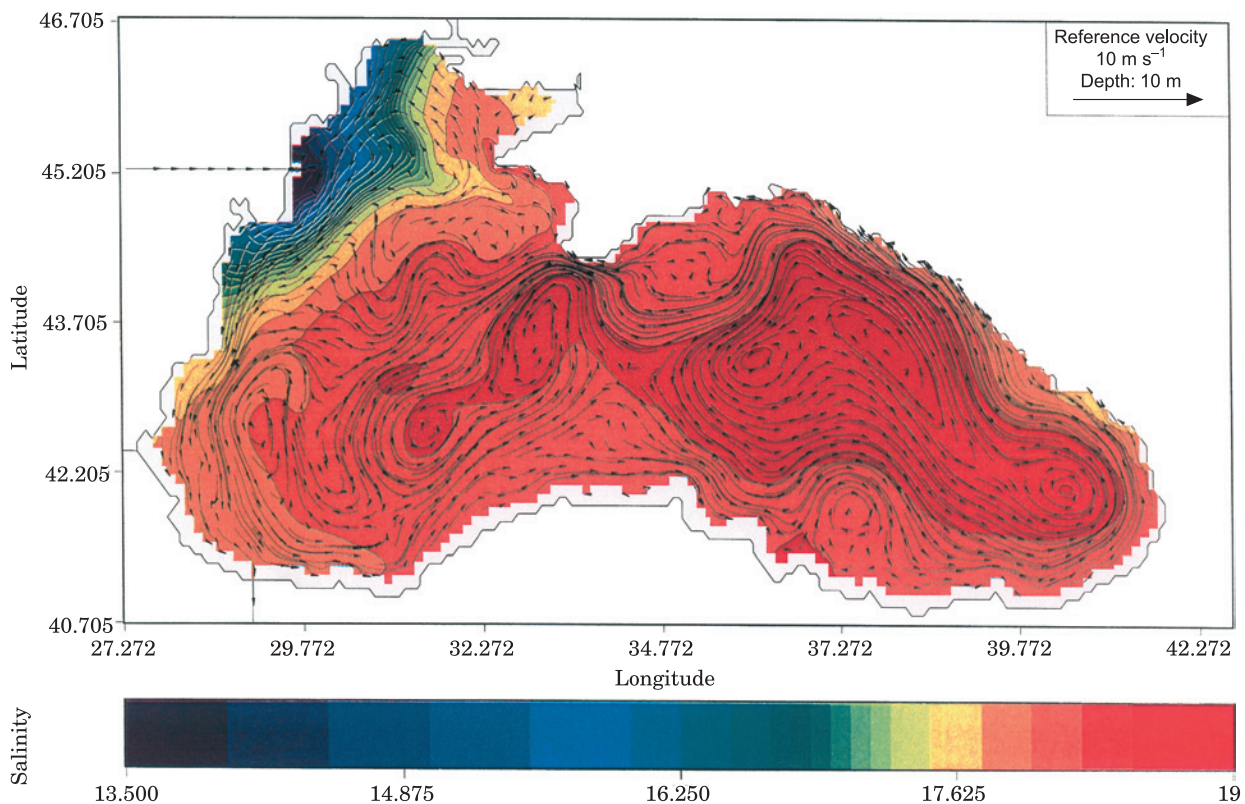 46.705
45.205
43.705
42.205
40.705
Latitude
Reference velocity
10 m s⁻¹
Depth: 10 m
27.272 29.772 32.272 34.772 37.272 39.772 42.272
Longitude
Salinity
13.500 14.875 16.250 17.625 19